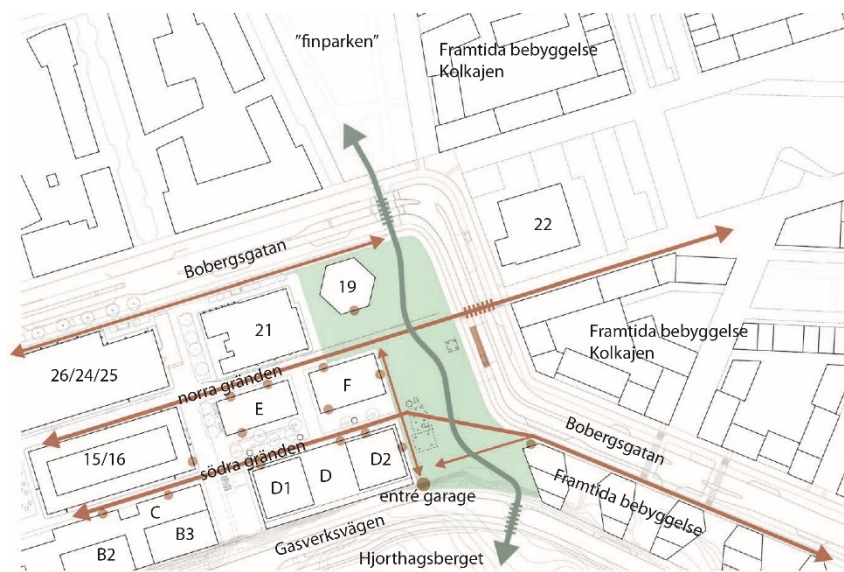 "finparken"
Framtida bebyggelse
Kolkajen
22
Bobergsgatan
19
21
Framtida bebyggelse
Kolkajen
26/24/25
norra gränden
F
E
Bobergsgatan
15/16
södra gränden
D2
D
D1
entré garage
Framtida bebyggelse
C
B3
B2
Gasverksvägen
Hjorthagsberget